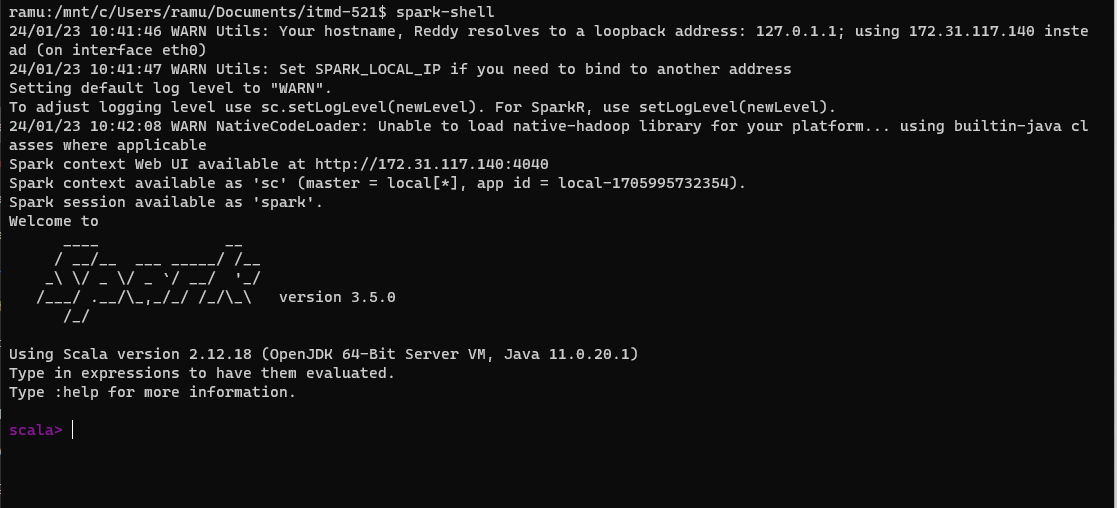 ramu:/mnt/c/Users/ramu/Documents/itmd-521$ spark-shell
24/01/23 10:41:46 WARN Utils: Your hostname, Reddy resolves to a loopback address: 127.0.1.1; using 172.31.117.140 inste
ad (on interface eth0)
24/01/23 10:41:47 WARN Utils: Set SPARK_LOCAL_IP if you need to bind to another address
Setting default log level to "WARN".
To adjust logging level use sc.setLogLevel(newLevel). For SparkR, use setLogLevel(newLevel).
24/01/23 10:42:08 WARN NativeCodeLoader: Unable to load native-hadoop library for your platform... using builtin-java cl
asses where applicable
Spark context Web UI available at http://172.31.117.140:4040
Spark context available as 'sc' (master = local[*], app id = local-1705995732354).
Spark session available as 'spark'.
Welcome to
      ____              __
     / __/__  ___ _____/ /__
    _\ \/ _ \/ _ `/ __/  '_/
   /___/ .__/\_,_/_/ /_/\_\   version 3.5.0
      /_/
Using Scala version 2.12.18 (OpenJDK 64-Bit Server VM, Java 11.0.20.1)
Type in expressions to have them evaluated.
Type :help for more information.
scala>